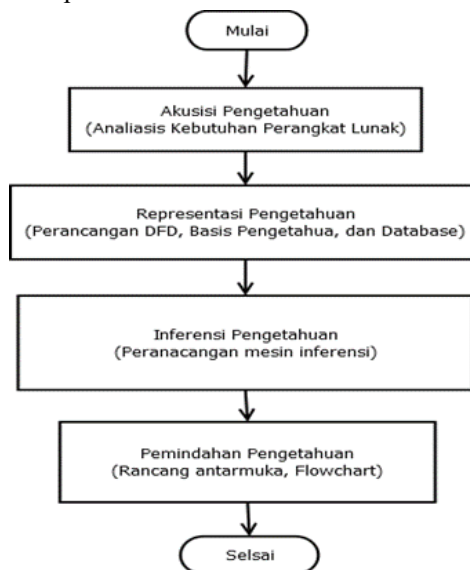 Mulai
Akusisi Pengetahuan
(Analiasis Kebutuhan Perangkat Lunak)
Representasi Pengetahuan
(Perancangan DFD, Basis Pengetahua, dan Database)
Inferensi Pengetahuan
(Peranacangan mesin inferensi)
Pemindahan Pengetahuan
(Rancang antarmuka, Flowchart)
Selsai